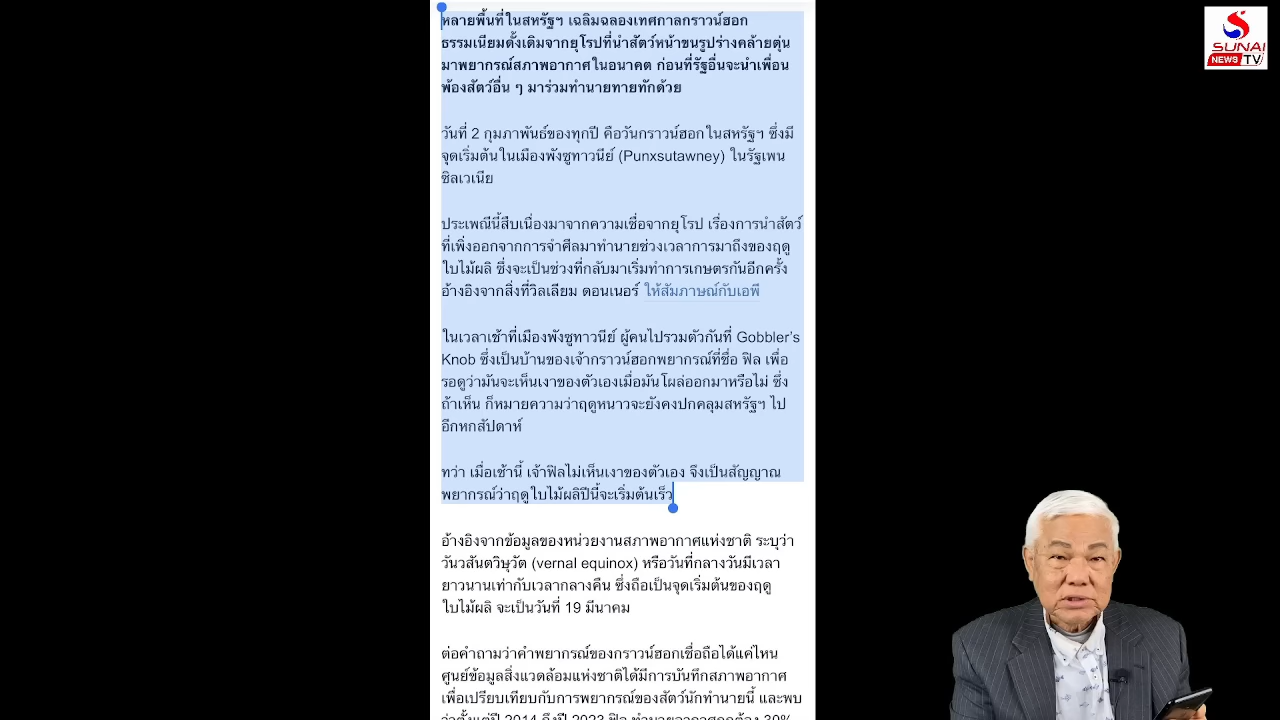 หลายพื้นที่ในสหรัฐฯ เฉลิมฉลองเทศกาลกราวน์ฮอก
ธรรมเนียมดั้งเดิมจากยุโรปที่นำสัตว์หน้าขนรูปร่างคล้ายตุ่น
มาพยากรณ์สภาพอากาศในอนาคต ก่อนที่รัฐอื่นจะนำเพื่อน
พ้องสัตว์อื่น ๆ มาร่วมทำนายทายทักด้วย
วันที่ 2 กุมภาพันธ์ของทุกปี คือวันกราวน์ฮอกในสหรัฐฯ ซึ่งมี
จุดเริ่มต้นในเมืองพังซูทาวนีย์ (Punxsutawney) ในรัฐเพน
ซิลเวเนีย
ประเพณีนี้สืบเนื่องมาจากความเชื่อจากยุโรป เรื่องการนำสัตว์
ที่เพิ่งออกจากการจำศีลมาทำนายช่วงเวลาการมาถึงของฤดู
ใบไม้ผลิ ซึ่งจะเป็นช่วงที่กลับมาเริ่มทำการเกษตรกันอีกครั้ง
อ้างอิงจากสิ่งที่วิลเลียม ดอนเนอร์ ให้สัมภาษณ์กับเอพี
ในเวลาเช้าที่เมืองพังซูทาวนีย์ ผู้คนไปรวมตัวกันที่ Gobbler's
Knob ซึ่งเป็นบ้านของเจ้ากราวน์ฮอกพยากรณ์ที่ชื่อ ฟิล เพื่อ
รอดูว่ามันจะเห็นเงาของตัวเองเมื่อมันโผล่ออกมาหรือไม่ ซึ่ง
ถ้าเห็น ก็หมายความว่าฤดูหนาวจะยังคงปกคลุมสหรัฐฯ ไป
อีกหกสัปดาห์
ทว่า เมื่อเช้านี้ เจ้าฟิลไม่เห็นเงาของตัวเอง จึงเป็นสัญญาณ
พยากรณ์ว่าฤดูใบไม้ผลิปีนี้จะเริ่มต้นเร็ว
อ้างอิงจากข้อมูลของหน่วยงานสภาพอากาศแห่งชาติ ระบุว่า
วันวสันตวิษุวัต (vernal equinox) หรือวันที่กลางวันมีเวลา
ยาวนานเท่ากับเวลากลางคืน ซึ่งถือเป็นจุดเริ่มต้นของฤดู
ใบไม้ผลิ จะเป็นวันที่ 19 มีนาคม
ต่อคำถามว่าคำพยากรณ์ของกราวน์ฮอกเชื่อถือได้แค่ไหน
ศูนย์ข้อมูลสิ่งแวดล้อมแห่งชาติได้มีการบันทึกสภาพอากาศ
เพื่อเปรียบเทียบกับการพยากรณ์ของสัตว์นักทำนายนี้ และพบ
ว่าตั้งแต่ปี 2014 ถึงปี 2023 ฟิล ทำนายอากาศถูกต้อง 30%
SUNAI
NEWS TV